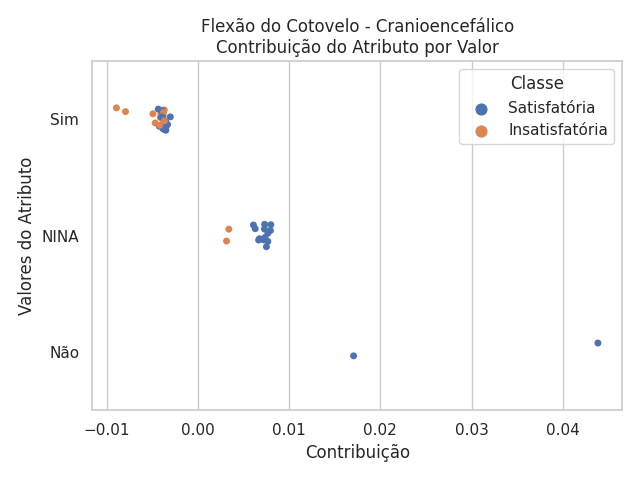 Flexão do Cotovelo - Cranioencefálico
Contribuição do Atributo por Valor
Classe
Satisfatória
Insatisfatória
Valores do Atributo
Sim
NINA
Não
−0.01 0.00 0.01 0.02 0.03 0.04
Contribuição